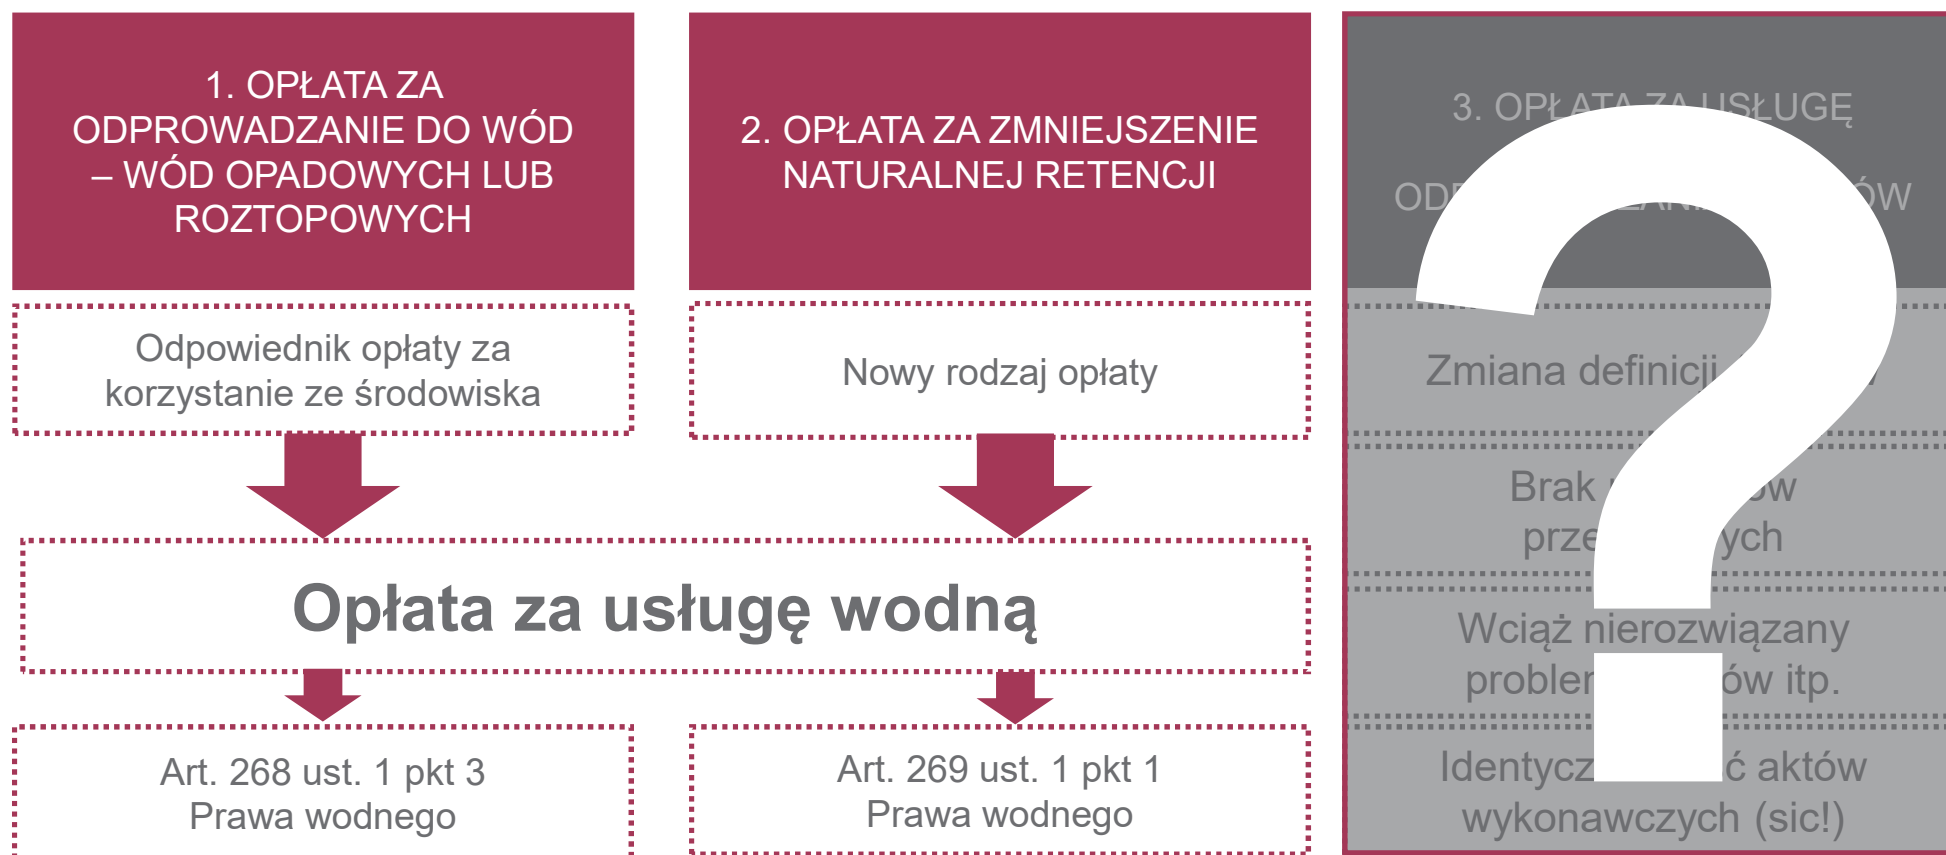 1. OPŁATA ZA
ODPROWADZANIE DO WÓD
– WÓD OPADOWYCH LUB
ROZTOPOWYCH
Odpowiednik opłaty za
korzystanie ze środowiska
2. OPŁATA ZA ZMNIEJSZENIE
NATURALNEJ RETENCJI
Nowy rodzaj opłaty
Opłata za usługę wodną
Art. 268 ust. 1 pkt 3
Prawa wodnego
Art. 269 ust. 1 pkt 1
Prawa wodnego
3. OPŁATA ZA USŁUGĘ
Zmiana definicji
Brak
Wciąż nierozwiązany
itp.
aktów
wykonawczych (sic!)